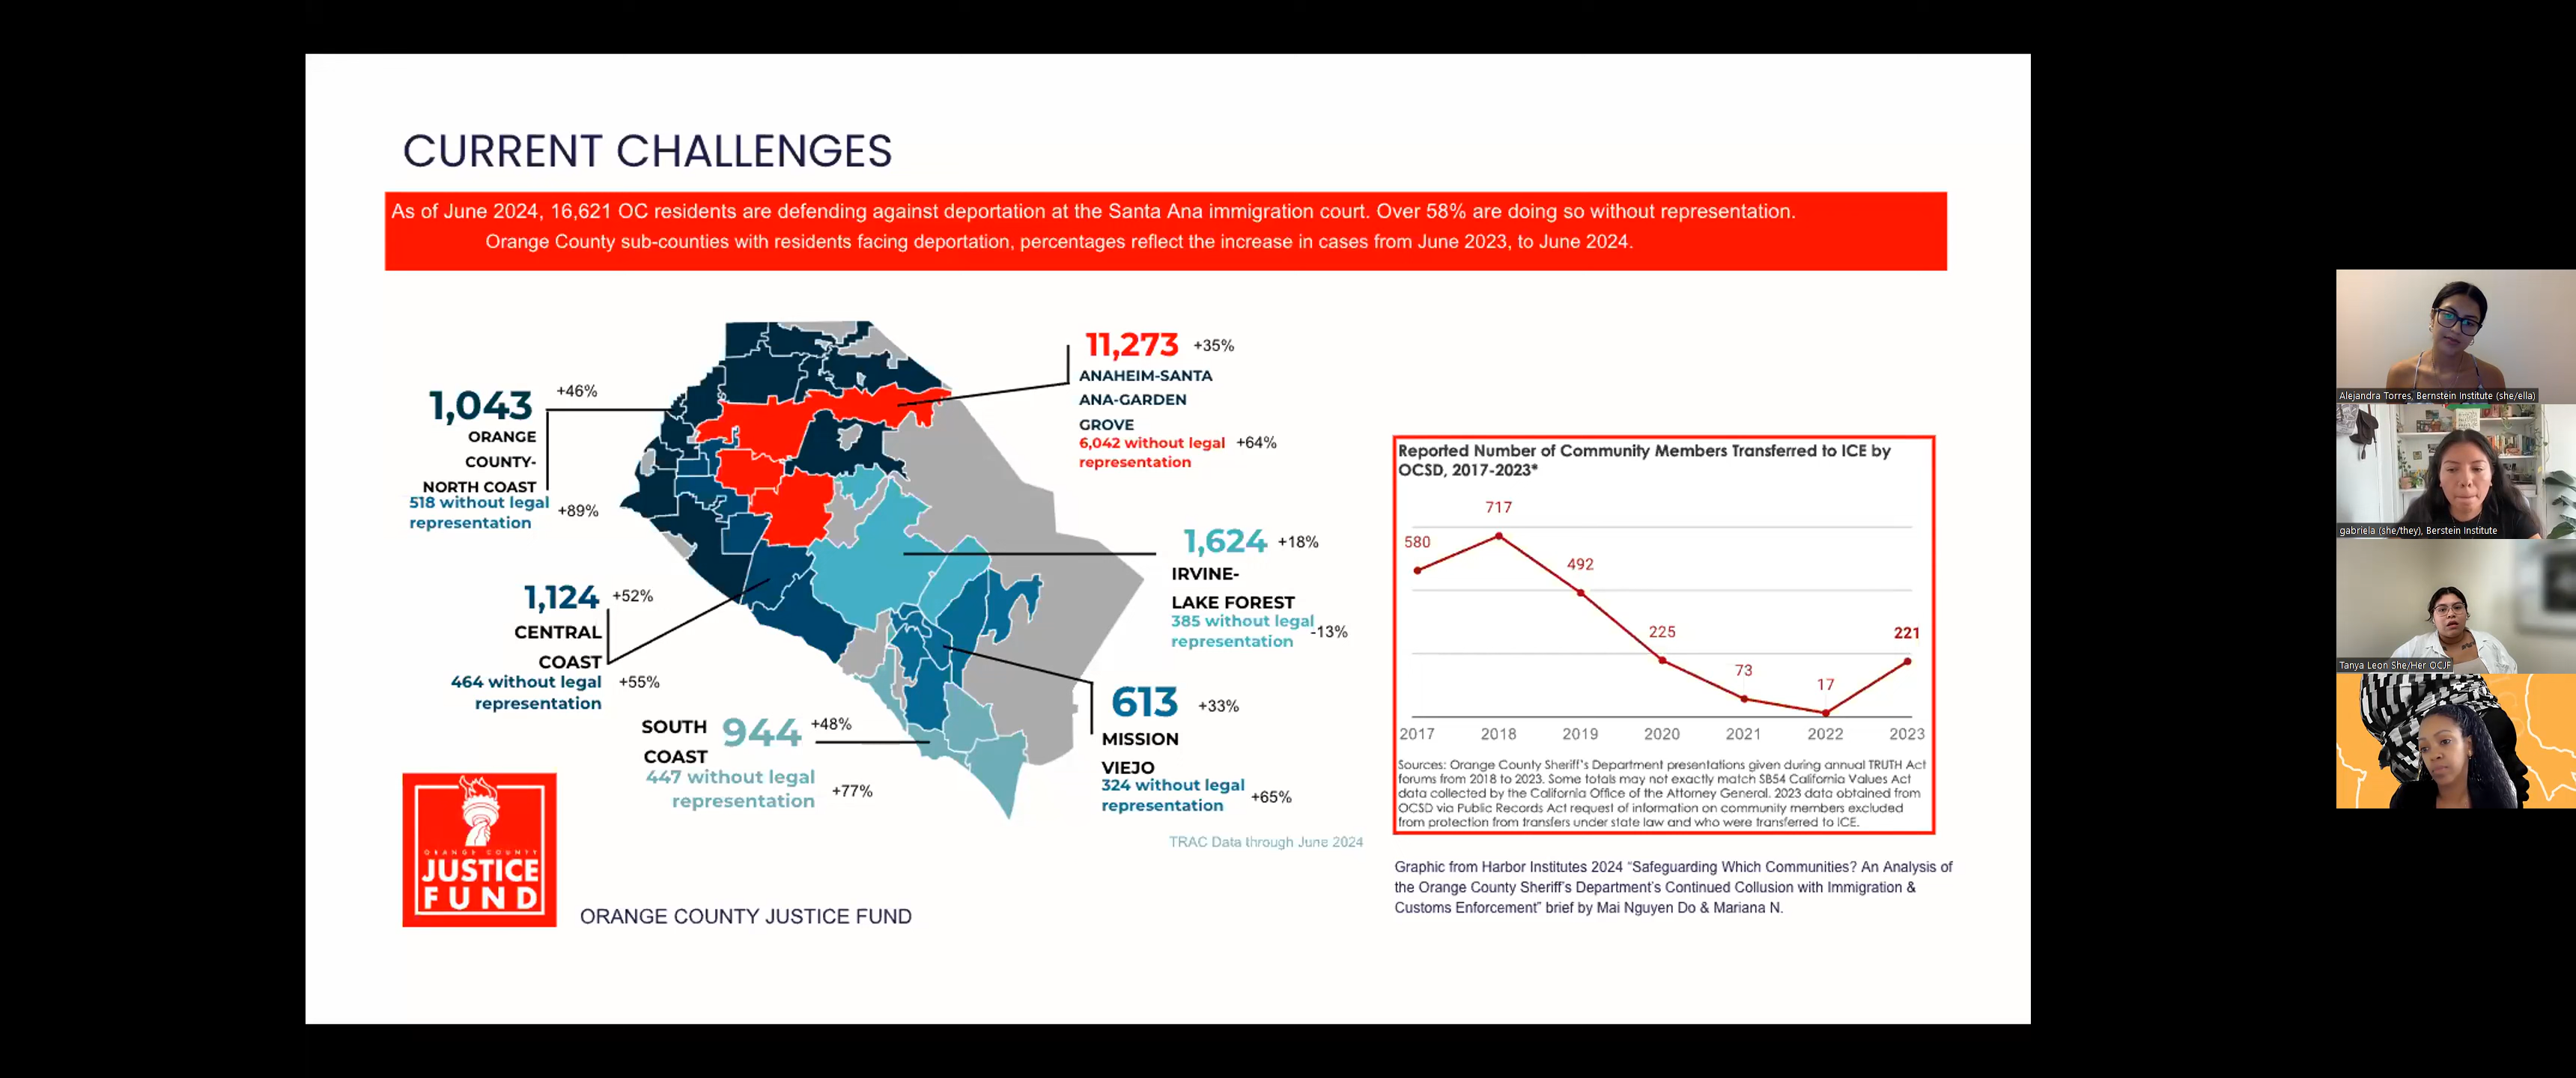 CURRENT CHALLENGES
As of June 2024, 16,621 OC residents are defending against deportation at the Santa Ana immigration court. Over 58% are doing so without representation.
Orange County sub-counties with residents facing deportation, percentages reflect the increase in cases from June 2023, to June 2024.
1,043 +46%
ORANGE
COUNTY-
NORTH COAST
518 without legal
representation +89%
1,124 +52%
CENTRAL
COAST
464 without legal
representation +55%
SOUTH
COAST
944 +48%
447 without legal
representation +77%
11,273 +35%
ANAHEIM-SANTA
ANA-GARDEN
GROVE
6,042 without legal
representation +64%
1,624 +18%
IRVINE-
LAKE FOREST
385 without legal
representation -13%
613 +33%
MISSION
VIEJO
324 without legal
representation +65%
TRAC Data through June 2024
ORANGE COUNTY
JUSTICE
FUND
ORANGE COUNTY JUSTICE FUND
Reported Number of Community Members Transferred to ICE by
OCSD, 2017-2023*
580
717
492
225
73
17
221
2017 2018 2019 2020 2021 2022 2023
Sources: Orange County Sheriff's Department presentations given during annual TRUTH Act
forums from 2018 to 2023. Some totals may not exactly match SB54 California Values Act
data collected by the California Office of the Attorney General. 2023 data obtained from
OCSD via Public Records Act request of information on community members excluded
from protection from transfers under state law and who were transferred to ICE.
Graphic from Harbor Institutes 2024 “Safeguarding Which Communities? An Analysis of
the Orange County Sheriff’s Department’s Continued Collusion with Immigration &
Customs Enforcement” brief by Mai Nguyen Do & Mariana N.
Alejandra Torres, Bernstein Institute (she/ella)
gabriela (she/they), Berstein Institute
Tanya Leon She/Her OCJF